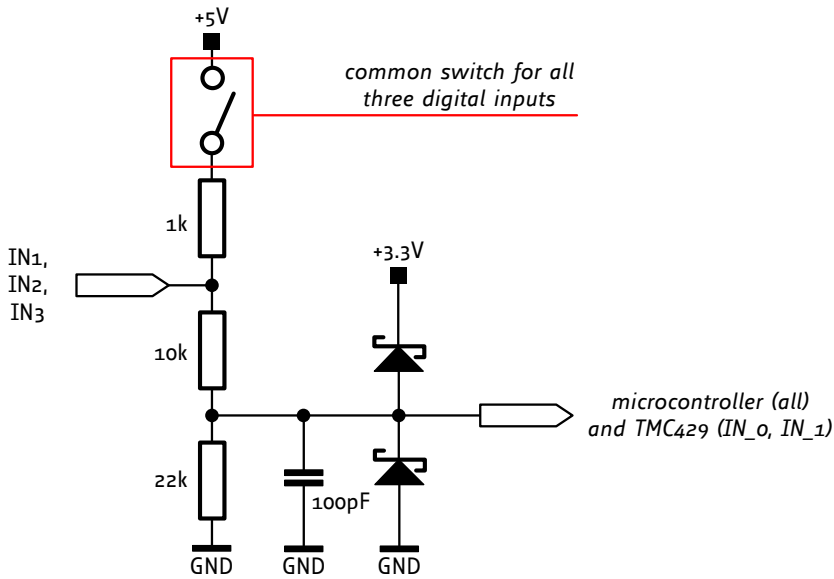 +5V
common switch for all
three digital inputs
1k
+3.3V
IN1,
IN2,
IN3
10k
microcontroller (all)
and TMC429 (IN_0, IN_1)
22k
100pF
GND
GND
GND